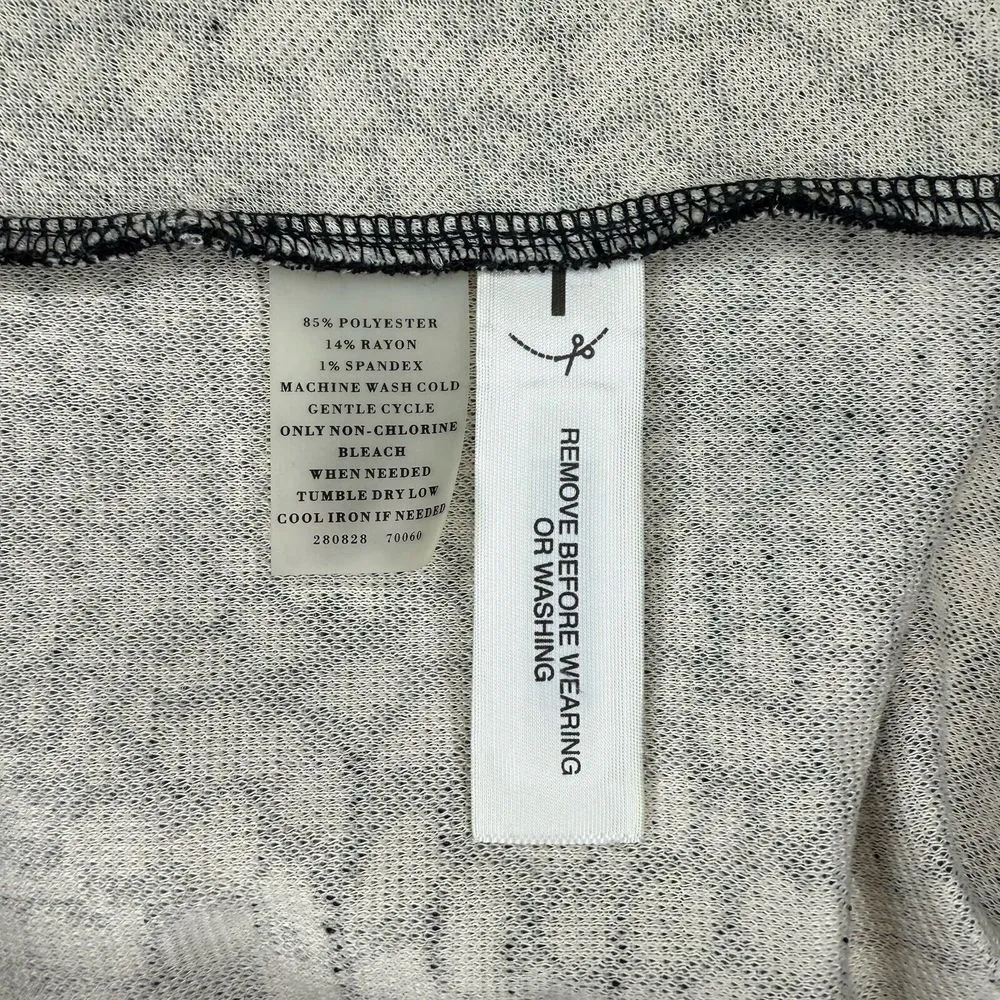 85% POLYESTER
14% RAYON
1% SPANDEX
MACHINE WASH COLD
GENTLE CYCLE
ONLY NON-CHLORINE
BLEACH
WHEN NEEDED
TUMBLE DRY LOW
COOL IRON IF NEEDED
280828 70060
REMOVE BEFORE WEARING
OR WASHING